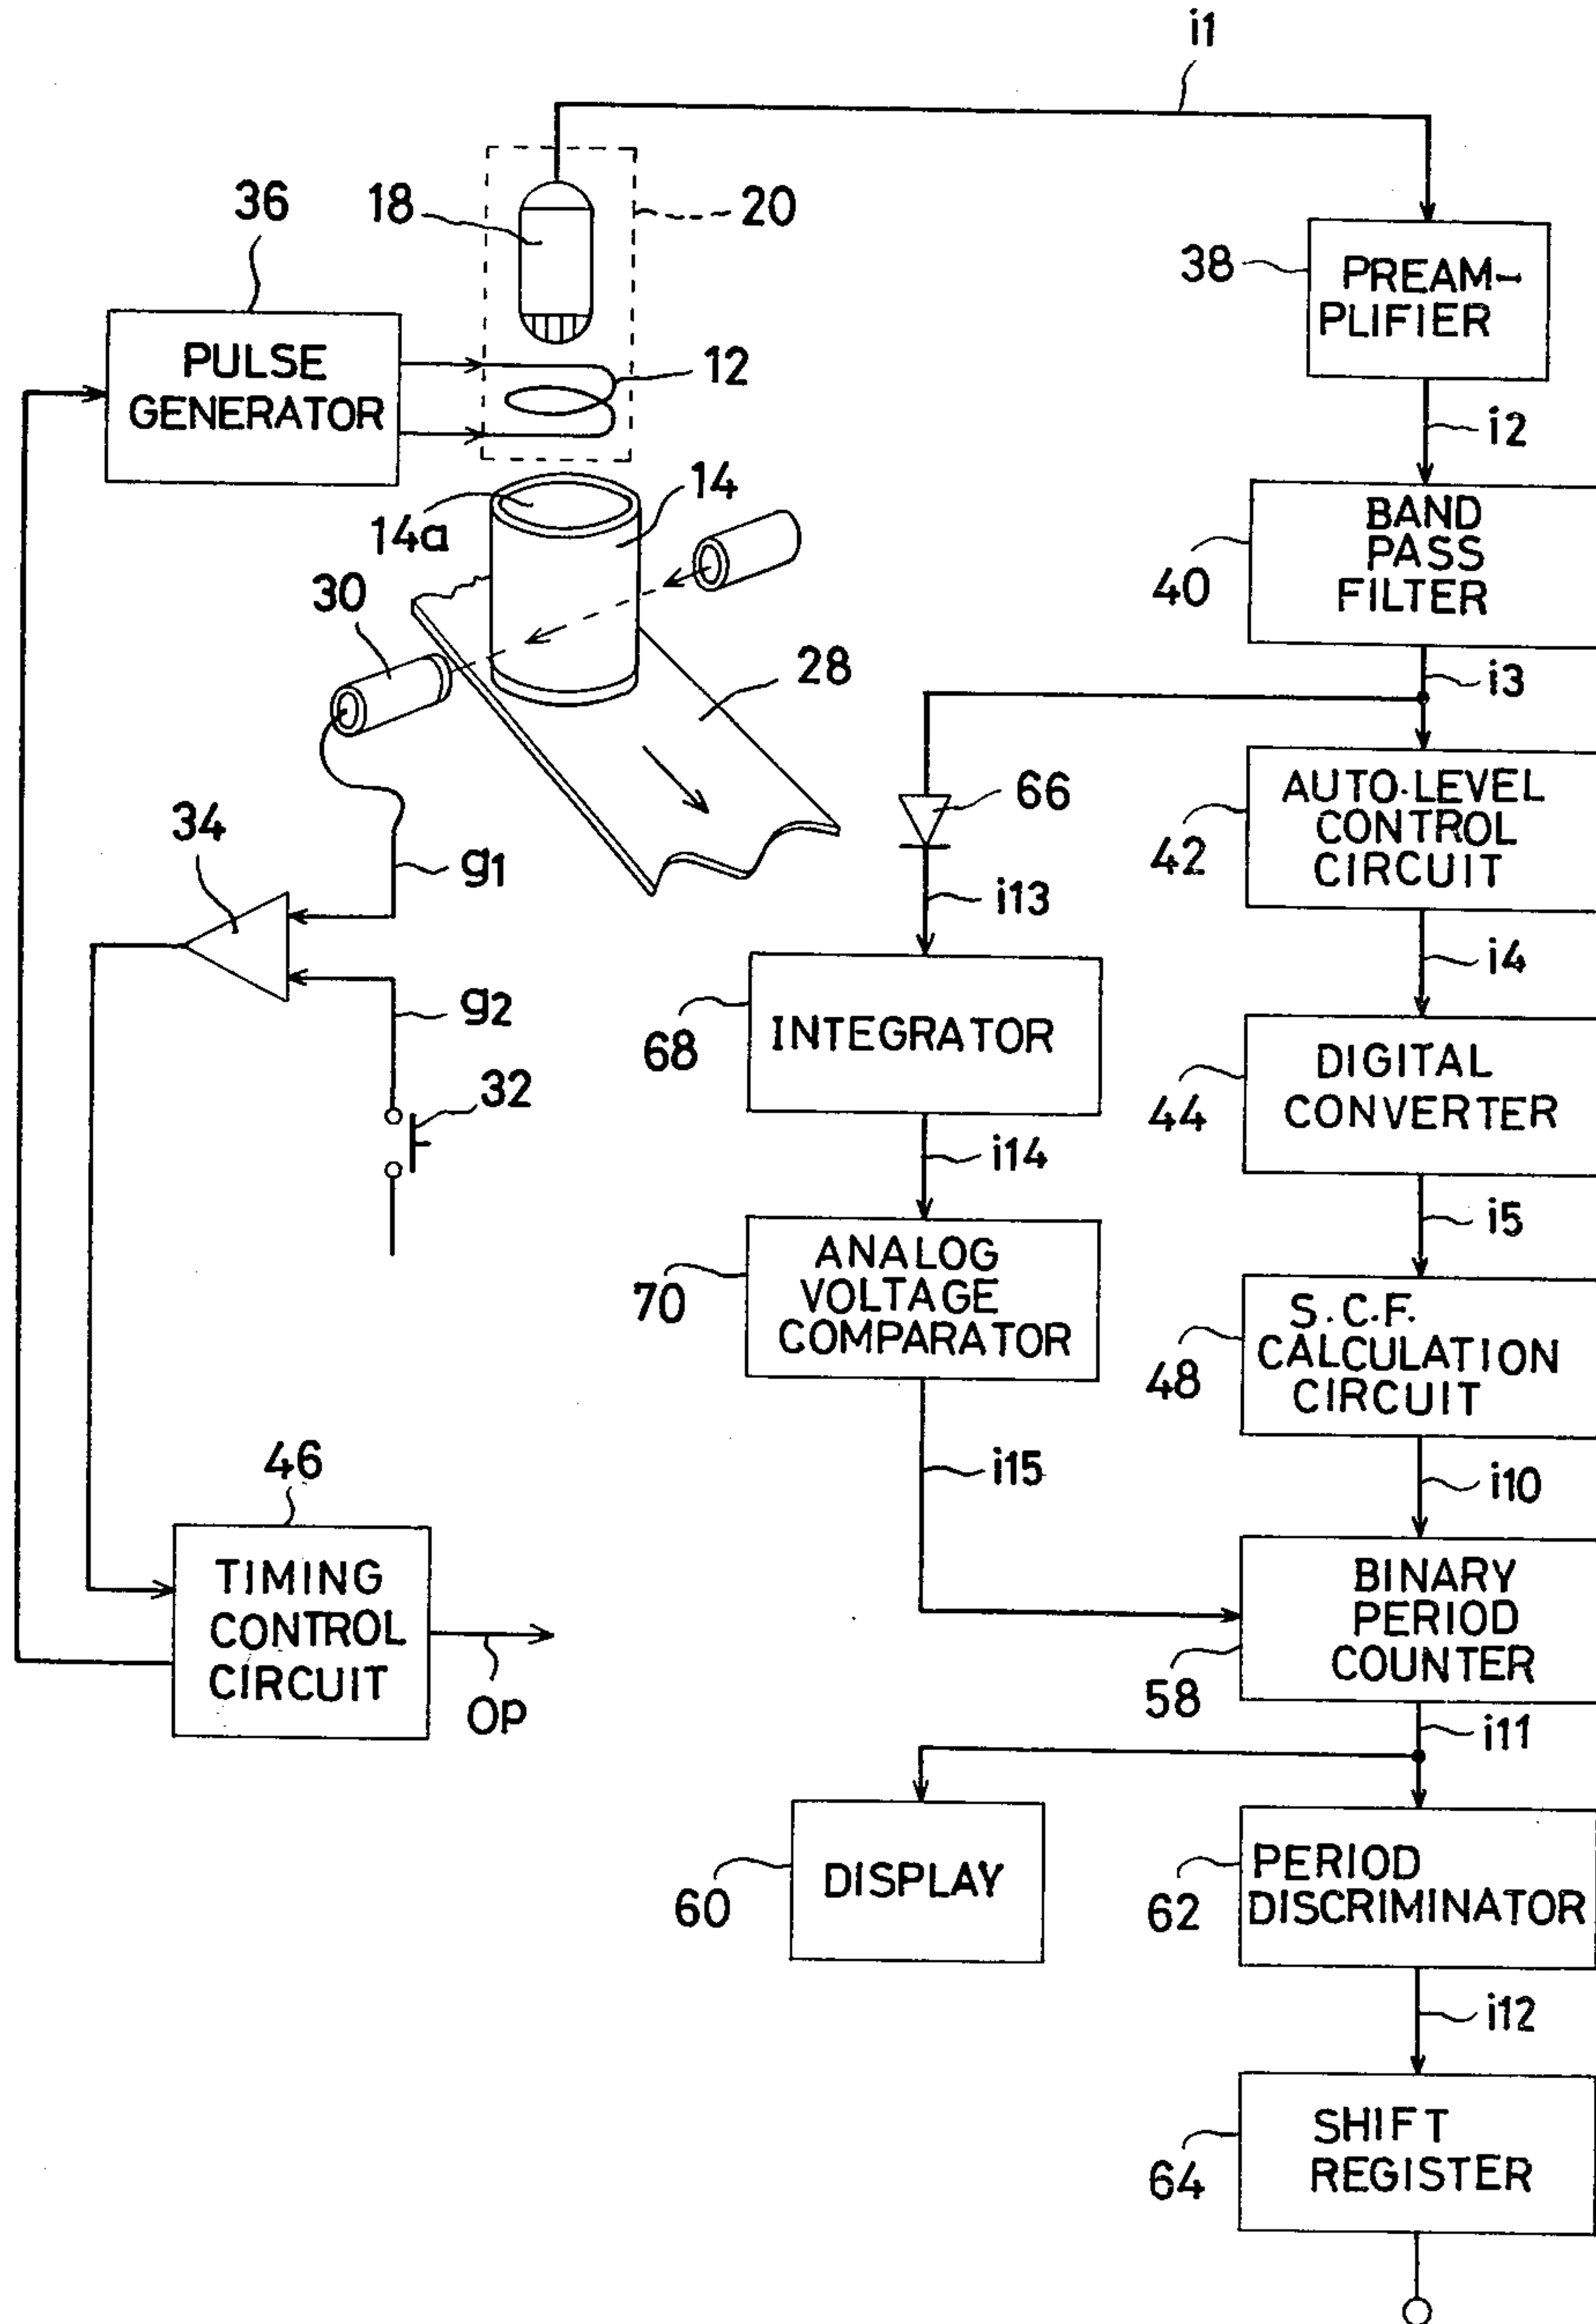 i1
36
18
20
38
PREAM-
PLIFIER
PULSE
GENERATOR
12
i2
14
14a
BAND
PASS
FILTER
40
30
28
i3
66
AUTO-LEVEL
CONTROL
CIRCUIT
42
34
g1
i13
i4
g2
68
INTEGRATOR
DIGITAL
CONVERTER
44
32
i14
i5
ANALOG
VOLTAGE
COMPARATOR
70
S.C.F.
CALCULATION
CIRCUIT
48
46
i15
i10
TIMING
CONTROL
CIRCUIT
OP
BINARY
PERIOD
COUNTER
58
i11
DISPLAY
60
PERIOD
DISCRIMINATOR
62
i12
SHIFT
REGISTER
64